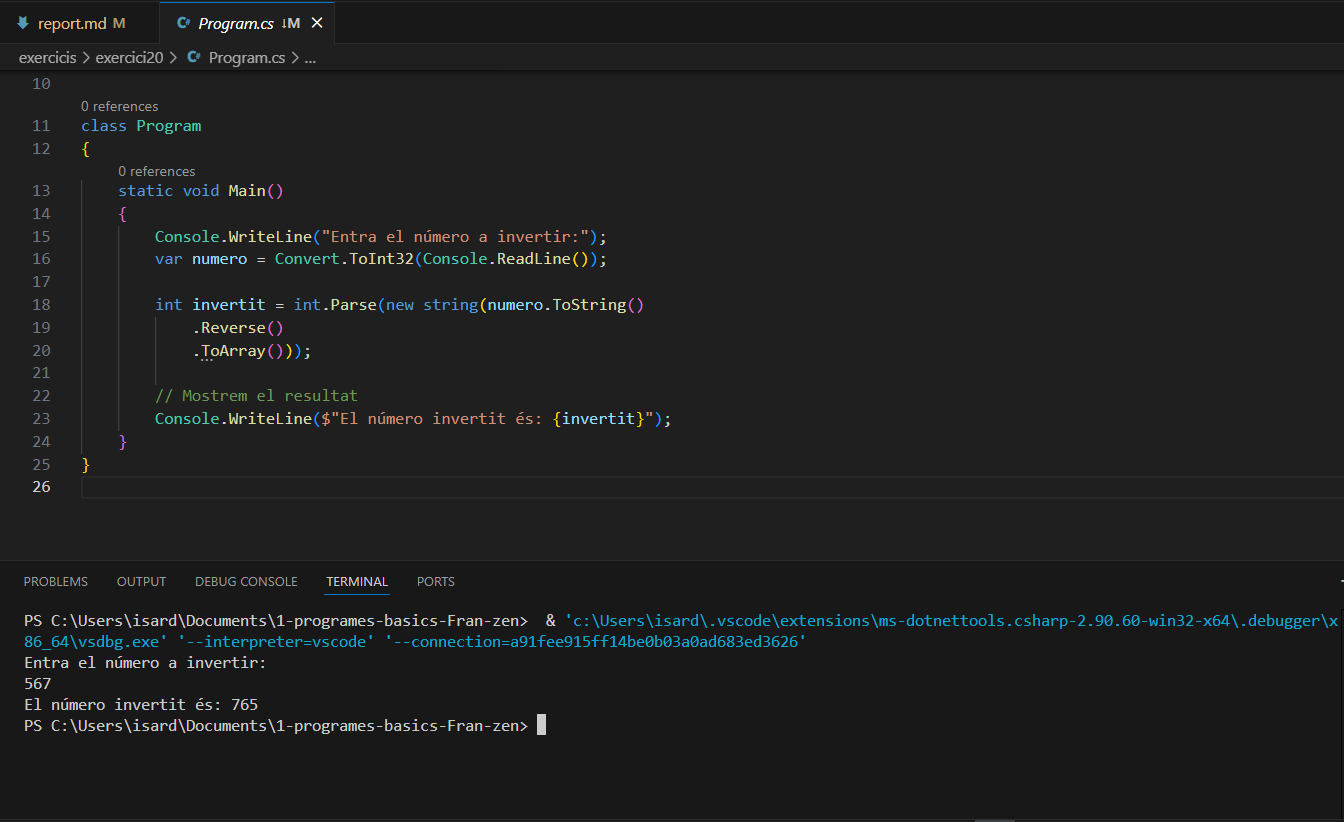 report.md M
Program.cs ↓M ×
exercicis > exercici20 > Program.cs > ...
10
0 references
11 class Program
12 {
0 references
13 static void Main()
14 {
15 Console.WriteLine("Entra el número a invertir:");
16 var numero = Convert.ToInt32(Console.ReadLine());
17
18 int invertit = int.Parse(new string(numero.ToString()
19 .Reverse()
20 .ToArray()));
21
22 // Mostrem el resultat
23 Console.WriteLine($"El número invertit és: {invertit}");
24 }
25 }
26
PROBLEMS OUTPUT DEBUG CONSOLE TERMINAL PORTS
PS C:\Users\isard\Documents\1-programes-basics-Fran-zen> & 'c:\Users\isard\.vscode\extensions\ms-dotnettools.csharp-2.90.60-win32-x64\.debugger\x
86_64\vsdbg.exe' '--interpreter=vscode' '--connection=a91fee915ff14be0b03a0ad683ed3626'
Entra el número a invertir:
567
El número invertit és: 765
PS C:\Users\isard\Documents\1-programes-basics-Fran-zen>